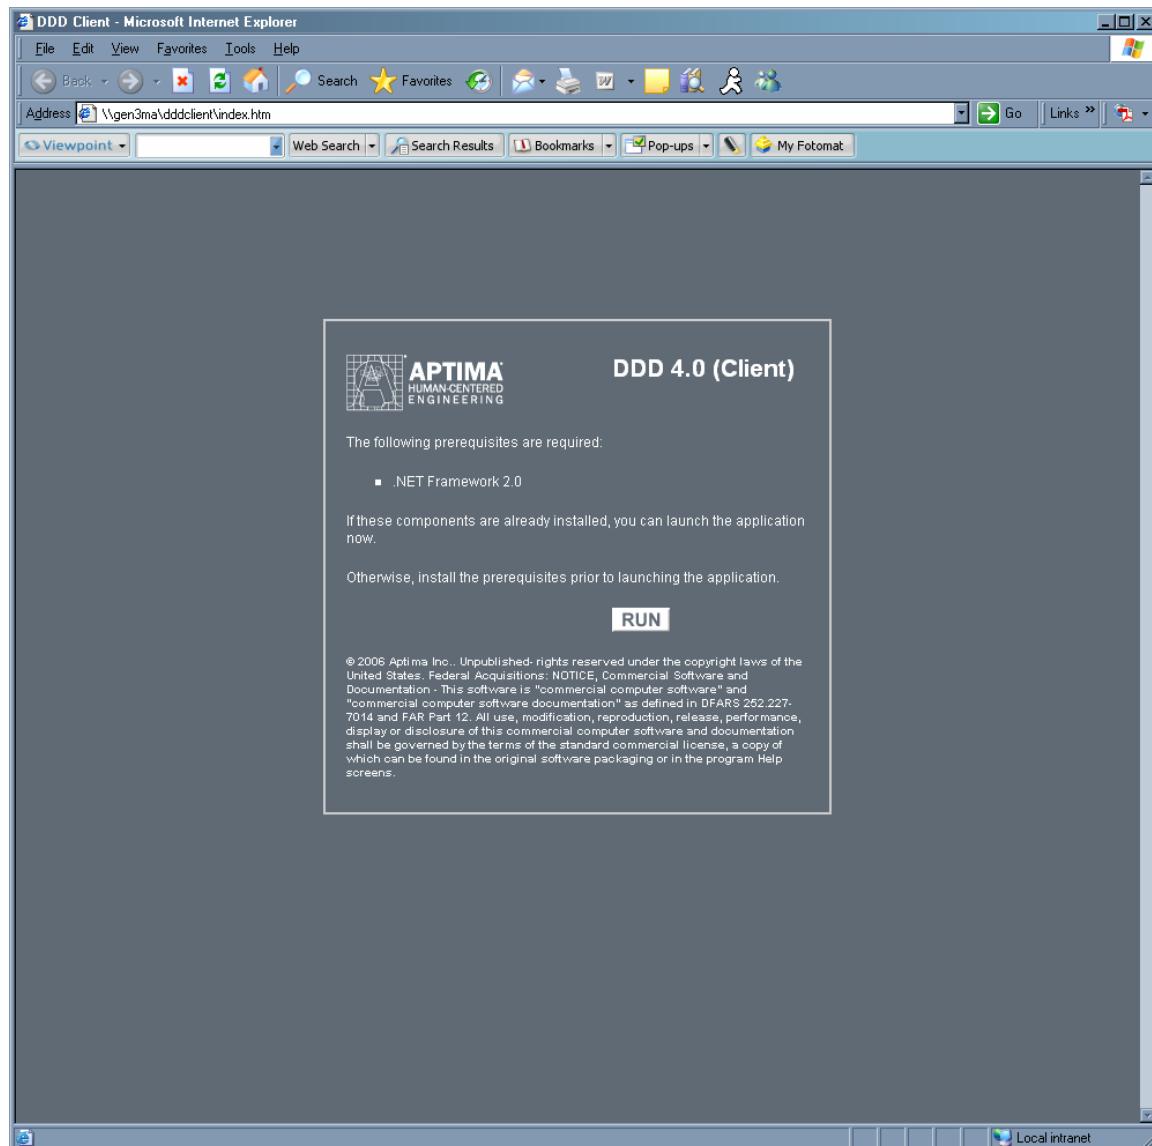 DDD Client - Microsoft Internet Explorer
File Edit View Favorites Tools Help
Back Search Favorites
Address \\gen3ma\dddclient\index.htm Go Links »
Viewpoint Web Search Search Results Bookmarks Pop-ups My Fotomat
APTIMA
HUMAN-CENTERED
ENGINEERING
DDD 4.0 (Client)
The following prerequisites are required:
.NET Framework 2.0
If these components are already installed, you can launch the application
now.
Otherwise, install the prerequisites prior to launching the application.
RUN
© 2006 Aptima Inc.. Unpublished- rights reserved under the copyright laws of the
United States. Federal Acquisitions: NOTICE, Commercial Software and
Documentation - This software is "commercial computer software" and
"commercial computer software documentation" as defined in DFARS 252.227-
7014 and FAR Part 12. All use, modification, reproduction, release, performance,
display or disclosure of this commercial computer software and documentation
shall be governed by the terms of the standard commercial license, a copy of
which can be found in the original software packaging or in the program Help
screens.
Local intranet